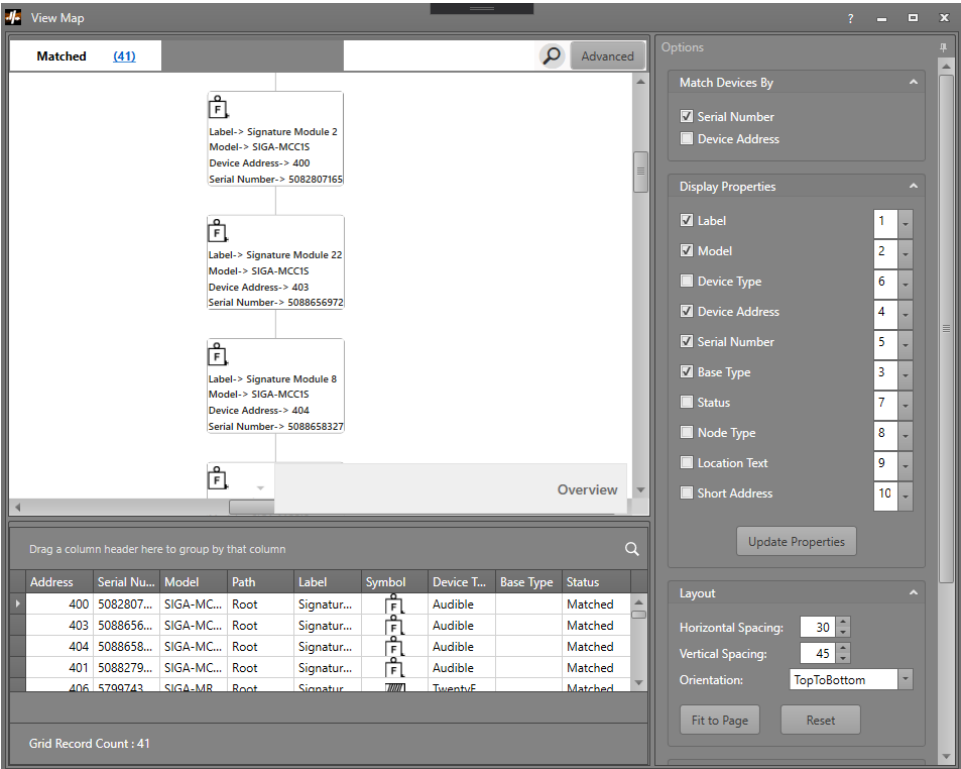 View Map
?
Matched (41)
Advanced
F
Label-> Signature Module 2
Model-> SIGA-MCC1S
Device Address-> 400
Serial Number-> 5082807165
F
Label-> Signature Module 22
Model-> SIGA-MCC1S
Device Address-> 403
Serial Number-> 5088656972
F
Label-> Signature Module 8
Model-> SIGA-MCC1S
Device Address-> 404
Serial Number-> 5088658327
F
Overview
Drag a column header here to group by that column
Address Serial Nu... Model Path Label Symbol Device T... Base Type Status
400 5082807... SIGA-MC... Root Signatur... F Audible Matched
403 5088656... SIGA-MC... Root Signatur... F Audible Matched
404 5088658... SIGA-MC... Root Signatur... F Audible Matched
401 5088279... SIGA-MC... Root Signatur... F Audible Matched
406 5799743 SIGA-MR Root Signatur TwentyF Matched
Grid Record Count : 41
Options
Match Devices By
Serial Number
Device Address
Display Properties
Label 1
Model 2
Device Type 6
Device Address 4
Serial Number 5
Base Type 3
Status 7
Node Type 8
Location Text 9
Short Address 10
Update Properties
Layout
Horizontal Spacing: 30
Vertical Spacing: 45
Orientation: TopToBottom
Fit to Page Reset